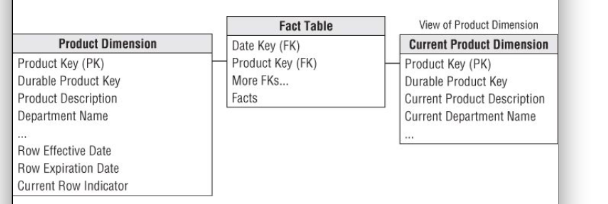 Product Dimension
Product Key (PK)
Durable Product Key
Product Description
Department Name
...
Row Effective Date
Row Expiration Date
Current Row Indicator
Fact Table
Date Key (FK)
Product Key (FK)
More FKs...
Facts
View of Product Dimension
Current Product Dimension
Product Key (PK)
Durable Product Key
Current Product Description
Current Department Name
...